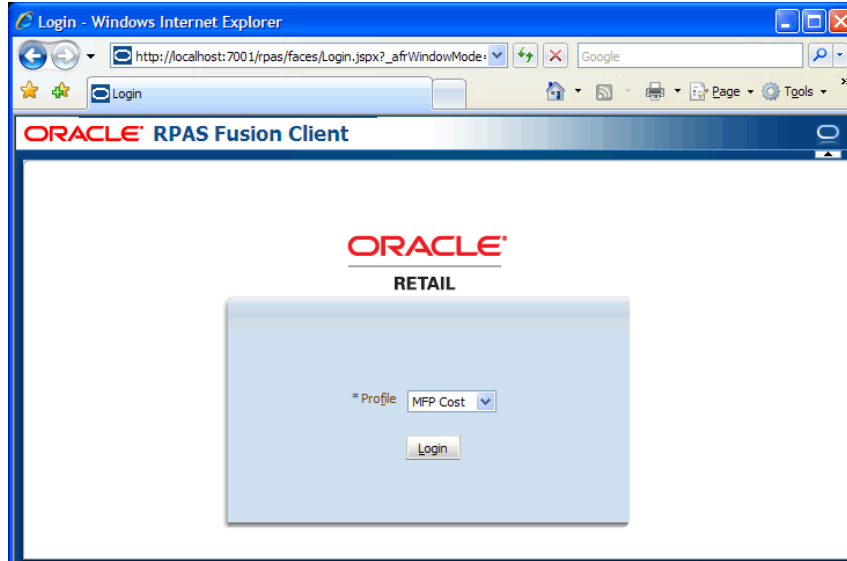 Login - Windows Internet Explorer
http://localhost:7001/rpas/faces/Login.jspx?_afrWindowMode=
Google
Login
Page
Tools
»
ORACLE® RPAS Fusion Client
ORACLE®
RETAIL
* Profile MFP Cost
Login